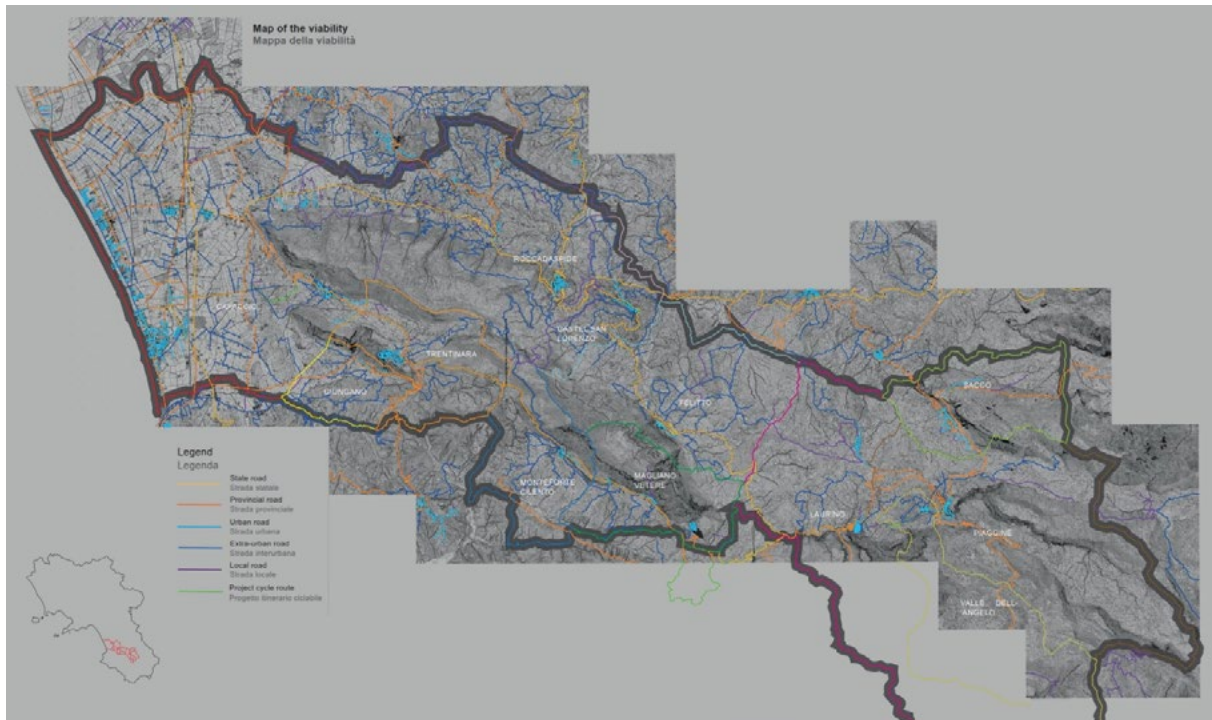 Map of the viability
Mappa della viabilità
ROCCADASPIDE
CAPACCIO
CASTEL SAN
LORENZO
TRENTINARA
GIUNGANO
FELITTO
SACCO
MONTEFORTE
CILENTO
MAGLIANO
VETERE
LAURINO
PIAGGINE
VALLE DELL-
ANGELO
Legend
Legenda
State road
Strada statale
Provincial road
Strada provinciale
Urban road
Strada urbana
Extra-urban road
Strada interurbana
Local road
Strada locale
Project cycle route
Progetto itinerario ciclabile